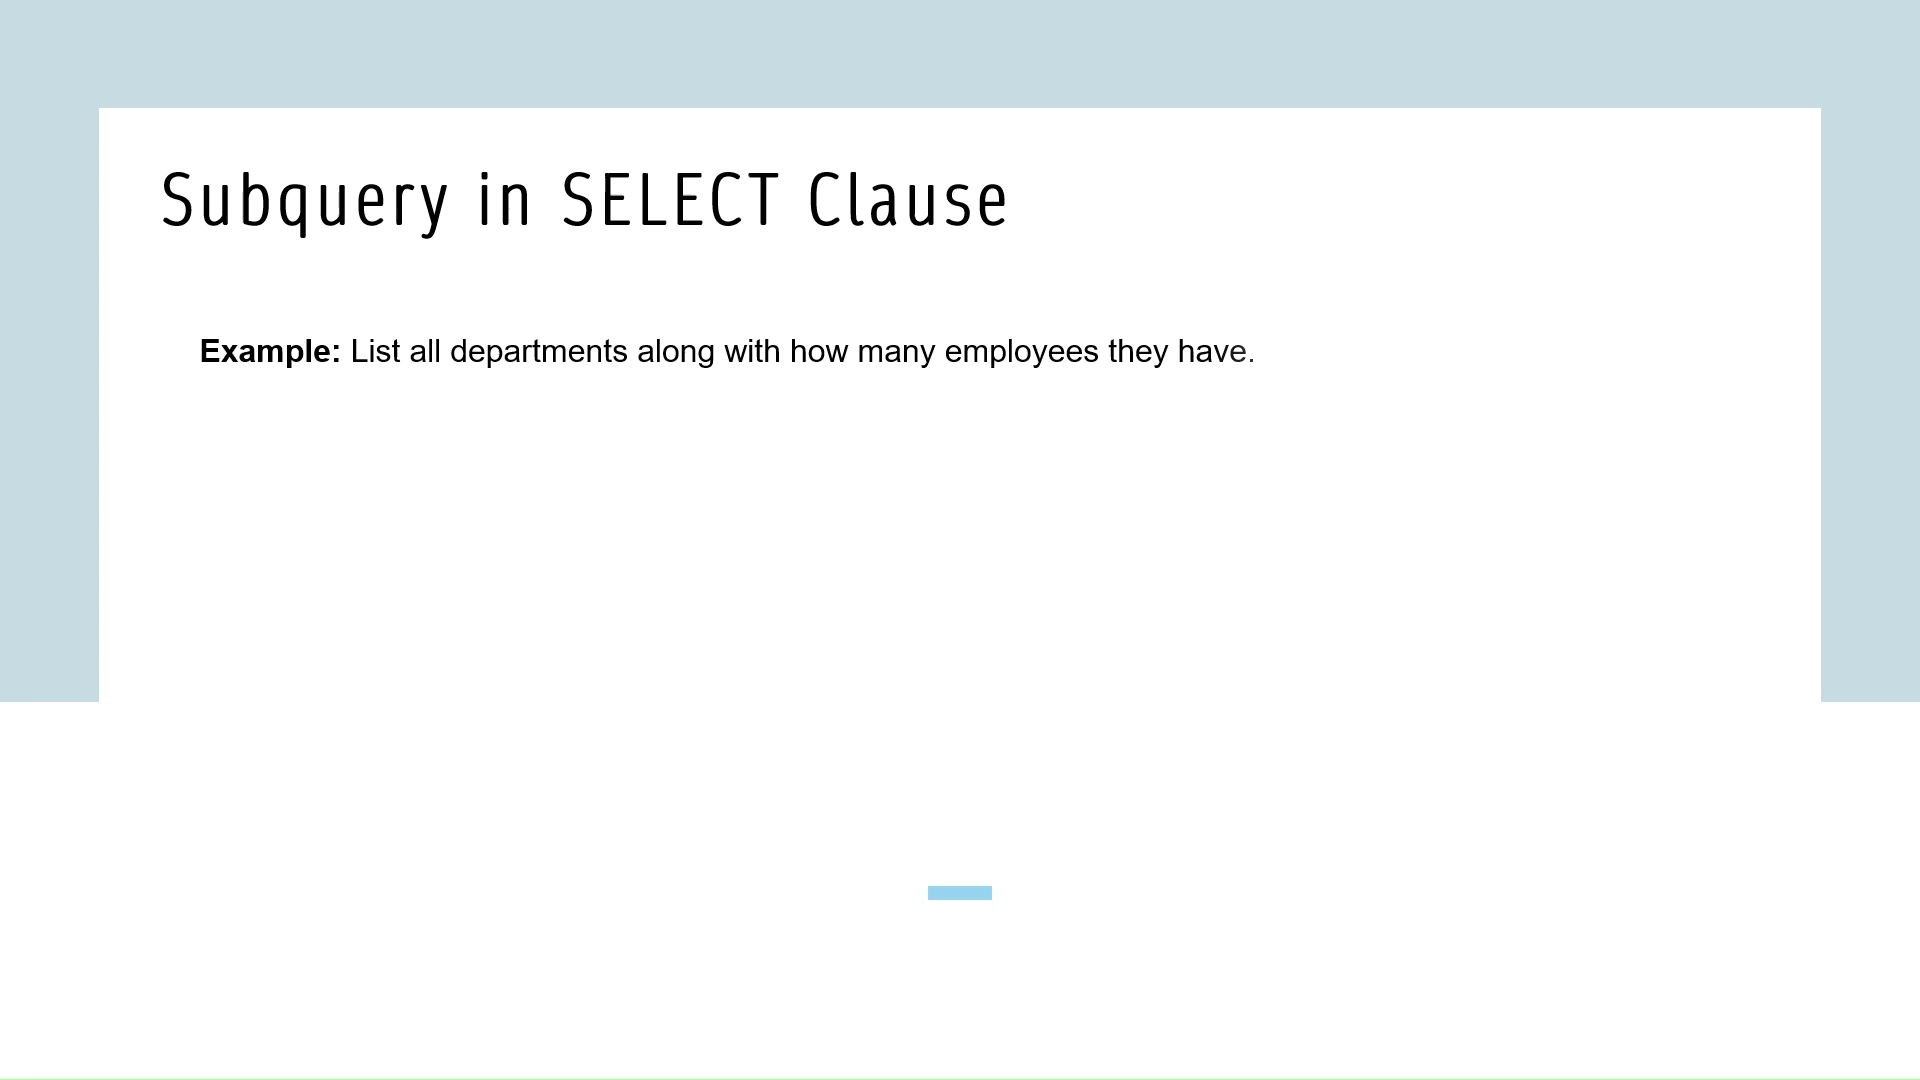 Subquery in SELECT Clause
Example: List all departments along with how many employees they have.